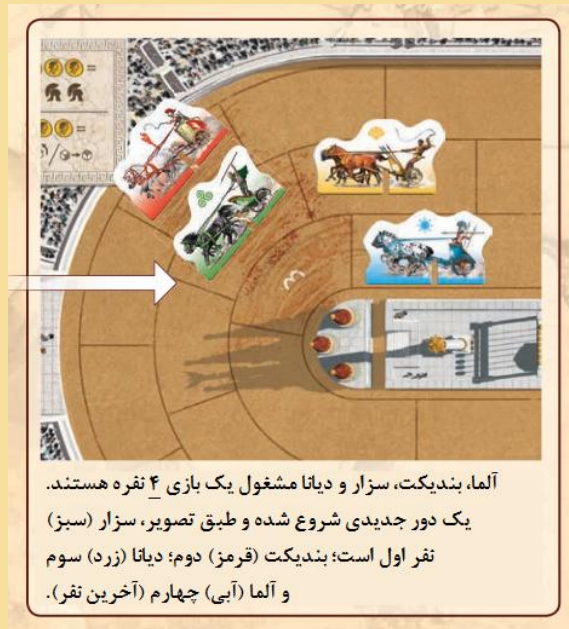 آلما، بندیکت، سزار و دیانا مشغول یک بازی ۴ نفره هستند.
یک دور جدیدی شروع شده و طبق تصویر، سزار (سبز)
نفر اول است؛ بندیکت (قرمز) دوم؛ دیانا (زرد) سوم
و آلما (آبی) چهارم (آخرین نفر).